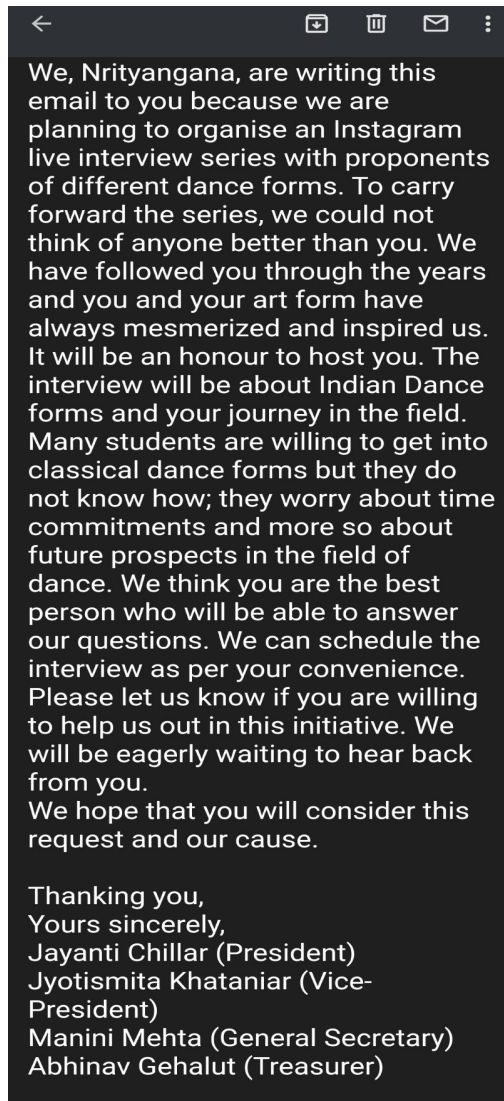 We, Nrityangana, are writing this
email to you because we are
planning to organise an Instagram
live interview series with proponents
of different dance forms. To carry
forward the series, we could not
think of anyone better than you. We
have followed you through the years
and you and your art form have
always mesmerized and inspired us.
It will be an honour to host you. The
interview will be about Indian Dance
forms and your journey in the field.
Many students are willing to get into
classical dance forms but they do
not know how; they worry about time
commitments and more so about
future prospects in the field of
dance. We think you are the best
person who will be able to answer
our questions. We can schedule the
interview as per your convenience.
Please let us know if you are willing
to help us out in this initiative. We
will be eagerly waiting to hear back
from you.
We hope that you will consider this
request and our cause.
Thanking you,
Yours sincerely,
Jayanti Chillar (President)
Jyotismita Khataniar (Vice-
President)
Manini Mehta (General Secretary)
Abhinav Gehalut (Treasurer)